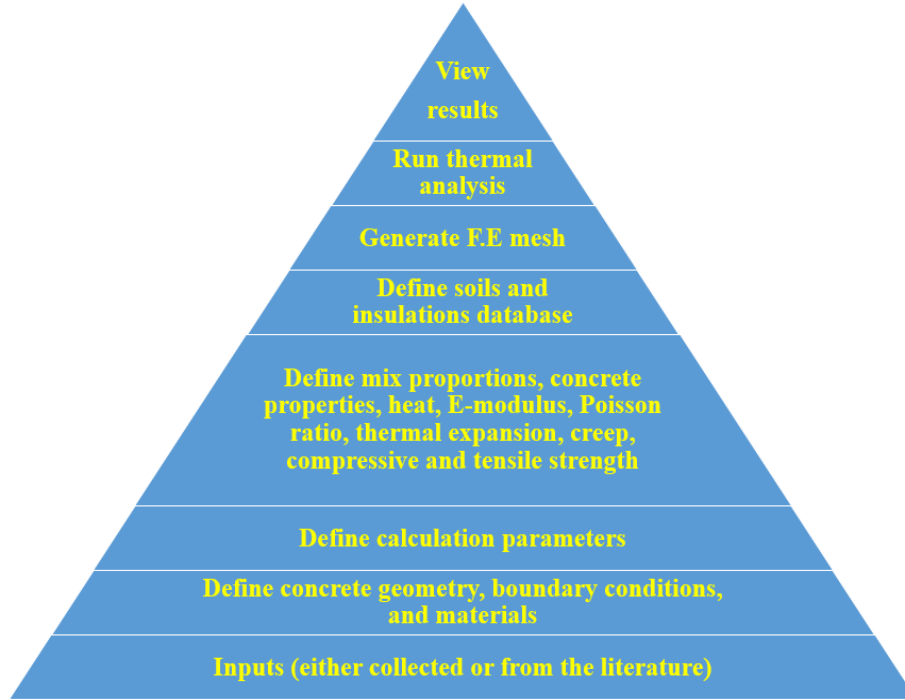 View
results
Run thermal
analysis
Generate F.E mesh
Define soils and
insulations database
Define mix proportions, concrete
properties, heat, E-modulus, Poisson
ratio, thermal expansion, creep,
compressive and tensile strength
Define calculation parameters
Define concrete geometry, boundary conditions,
and materials
Inputs (either collected or from the literature)